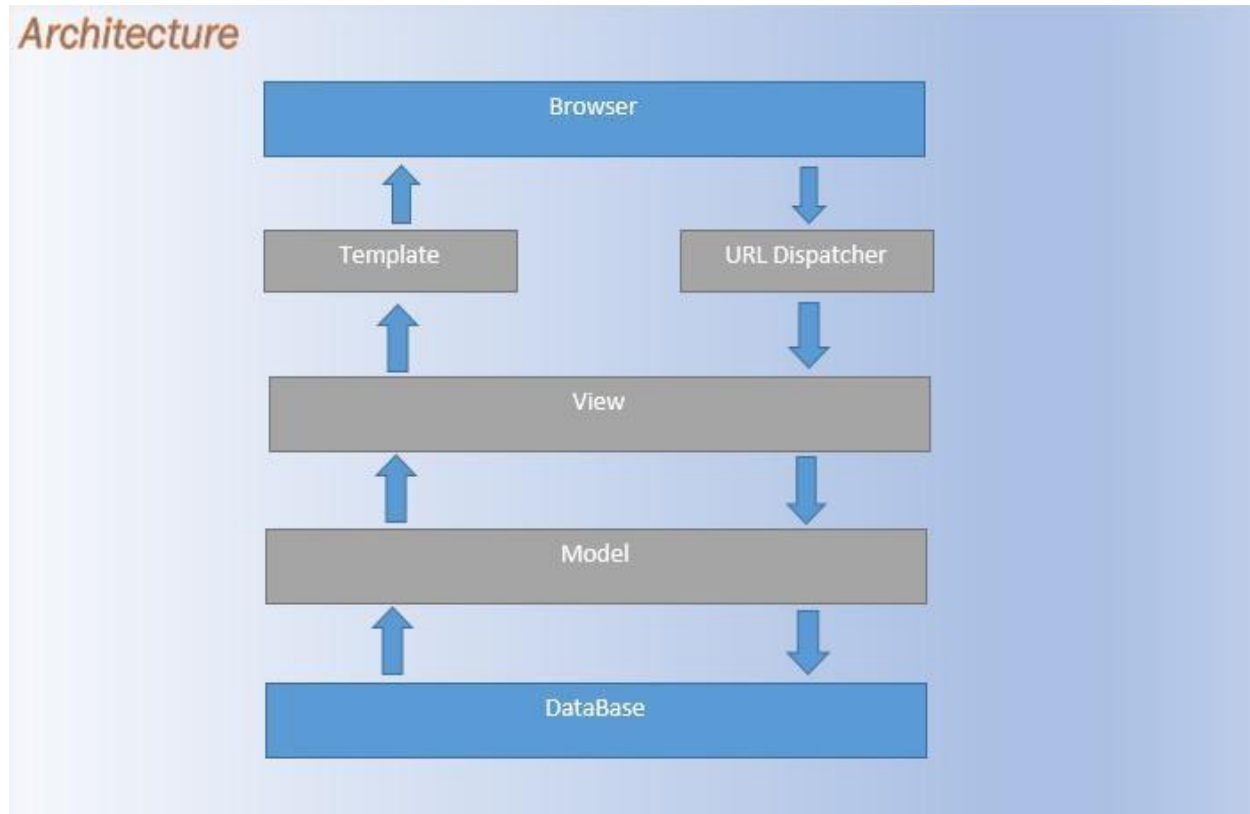 Architecture
Browser
Template
URL Dispatcher
View
Model
DataBase